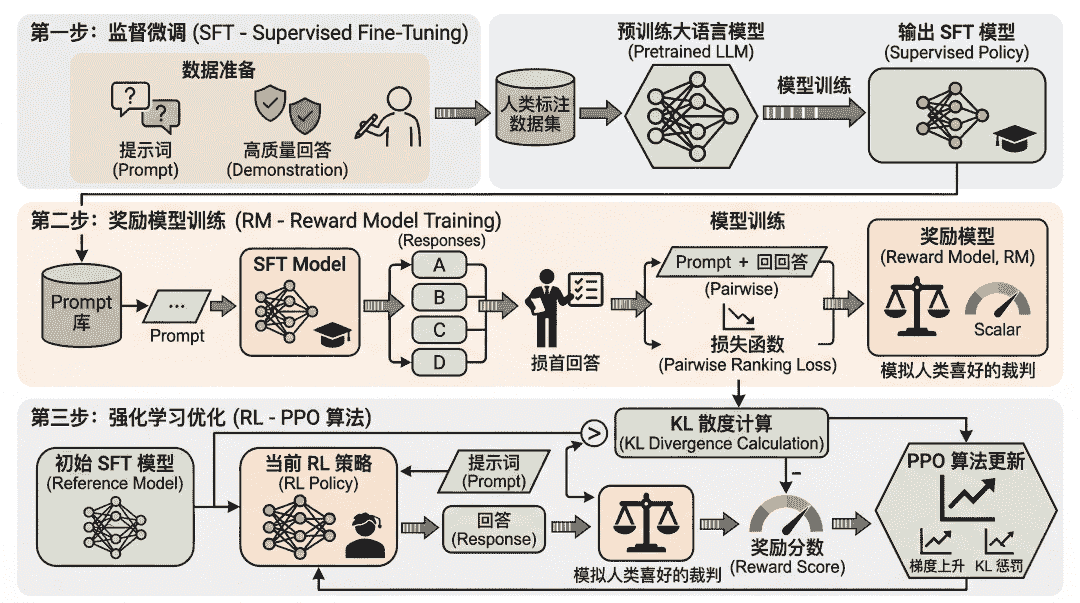 第一步：监督微调 (SFT - Supervised Fine-Tuning)
数据准备
?
?
提示词
(Prompt)
高质量回答
(Demonstration)
人类标注
数据集
预训练大语言模型
(Pretrained LLM)
模型训练
输出 SFT 模型
(Supervised Policy)
第二步：奖励模型训练 (RM - Reward Model Training)
Prompt
库
...
Prompt
SFT Model
(Responses)
A
B
C
D
损首回答
模型训练
Prompt + 回回答
(Pairwise)
损失函数
(Pairwise Ranking Loss)
奖励模型
(Reward Model, RM)
Scalar
模拟人类喜好的裁判
第三步：强化学习优化 (RL - PPO 算法)
初始 SFT 模型
(Reference Model)
当前 RL 策略
(RL Policy)
提示词
(Prompt)
回答
(Response)
>
模拟人类喜好的裁判
KL 散度计算
(KL Divergence Calculation)
-
奖励分数
(Reward Score)
PPO 算法更新
梯度上升
KL 惩罚